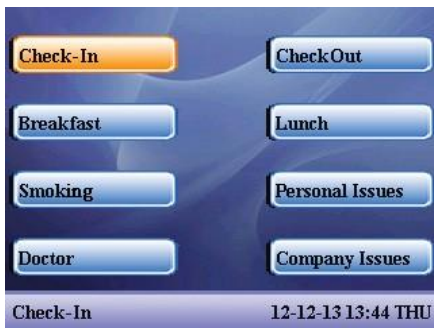 Check-In CheckOut
Breakfast Lunch
Smoking Personal Issues
Doctor Company Issues
Check-In 12-12-13 13:44 THU